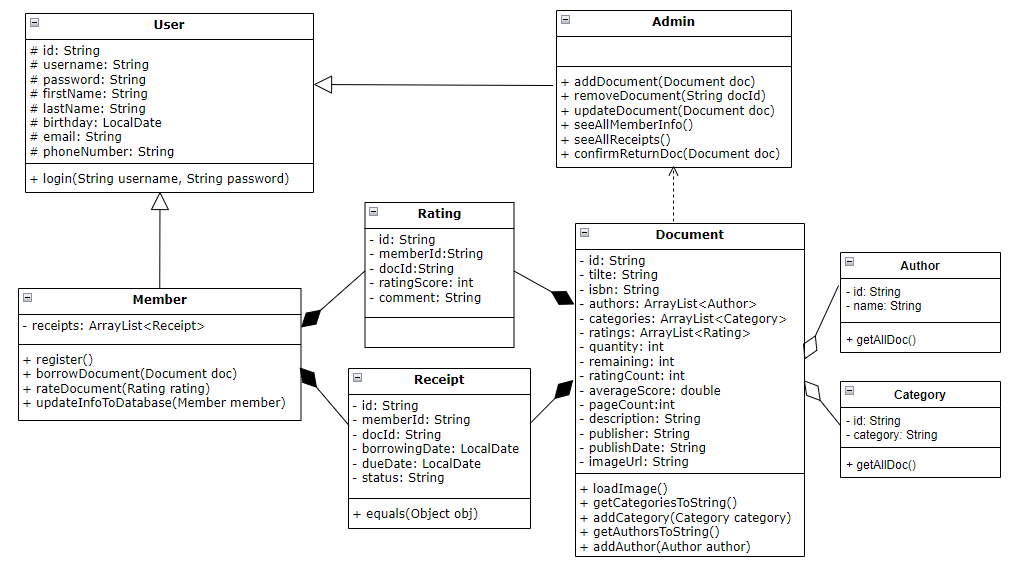 User
# id: String
# username: String
# password: String
# firstName: String
# lastName: String
# birthday: LocalDate
# email: String
# phoneNumber: String
+ login(String username, String password)
Admin
+ addDocument(Document doc)
+ removeDocument(String docId)
+ updateDocument(Document doc)
+ seeAllMemberInfo()
+ seeAllReceipts()
+ confirmReturnDoc(Document doc)
Rating
- id: String
- memberId:String
- docId:String
- ratingScore: int
- comment: String
Member
- receipts: ArrayList<Receipt>
+ register()
+ borrowDocument(Document doc)
+ rateDocument(Rating rating)
+ updateInfoToDatabase(Member member)
Receipt
- id: String
- memberId: String
- docId: String
- borrowingDate: LocalDate
- dueDate: LocalDate
- status: String
+ equals(Object obj)
Document
- id: String
- tilte: String
- isbn: String
- authors: ArrayList<Author>
- categories: ArrayList<Category>
- ratings: ArrayList<Rating>
- quantity: int
- remaining: int
- ratingCount: int
- averageScore: double
- pageCount:int
- description: String
- publisher: String
- publishDate: String
- imageUrl: String
+ loadImage()
+ getCategoriesToString()
+ addCategory(Category category)
+ getAuthorsToString()
+ addAuthor(Author author)
Author
- id: String
- name: String
+ getAllDoc()
Category
- id: String
- category: String
+ getAllDoc()